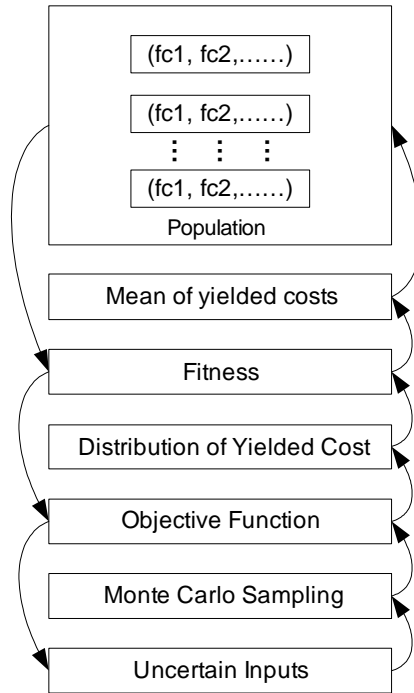 (fc1, fc2,……)
(fc1, fc2,……)
(fc1, fc2,……)
Population
Mean of yielded costs
Fitness
Distribution of Yielded Cost
Objective Function
Monte Carlo Sampling
Uncertain Inputs